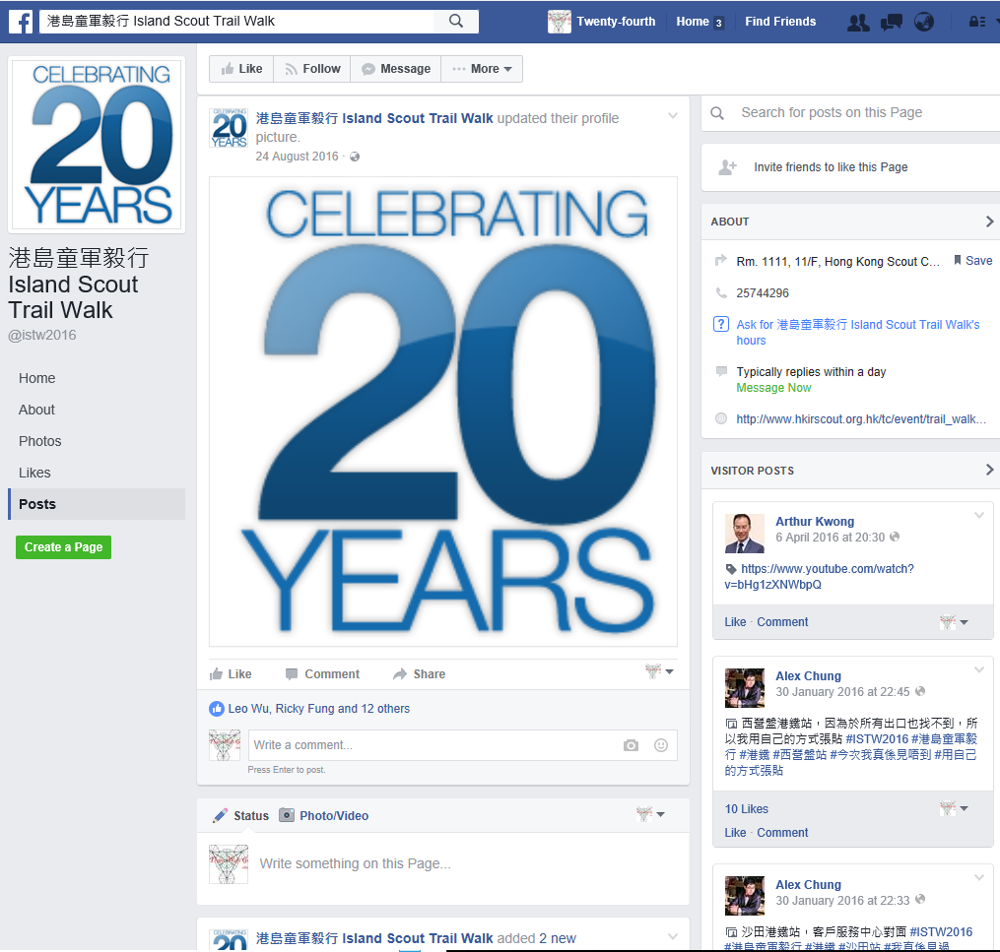 港島童軍毅行 Island Scout Trail Walk
Twenty-fourth
Home 3
Find Friends
CELEBRATING
20
YEARS
港島童軍毅行
Island Scout
Trail Walk
@istw2016
Home
About
Photos
Likes
Posts
Create a Page
Like
Follow
Message
More
CELEBRATING
20
YEARS
港島童軍毅行 Island Scout Trail Walk updated their profile
picture.
24 August 2016 ·
CELEBRATING
20
YEARS
Like
Comment
Share
Leo Wu, Ricky Fung and 12 others
Write a comment...
Press Enter to post.
Status
Photo/Video
Write something on this Page...
CELEBRATING
20
港島童軍毅行 Island Scout Trail Walk added 2 new
Search for posts on this Page
Invite friends to like this Page
ABOUT
Rm. 1111, 11/F, Hong Kong Scout C...
Save
25744296
Ask for 港島童軍毅行 Island Scout Trail Walk's
hours
Typically replies within a day
Message Now
http://www.hkirscout.org.hk/tc/event/trail_walk...
VISITOR POSTS
Arthur Kwong
6 April 2016 at 20:30
https://www.youtube.com/watch?
v=bHg1zXNWbpQ
Like · Comment
Alex Chung
30 January 2016 at 22:45
西營盤港鐵站，因為於所有出口也找不到，所
以我用自己的方式張貼 #ISTW2016 #港島童軍毅
行 #港鐵 #西營盤站 #今次我真係見唔到 #用自己
的方式張貼
10 Likes
Like · Comment
Alex Chung
30 January 2016 at 22:33
沙田港鐵站，客戶服務中心對面 #ISTW2016
#港島童軍毅行 #港鐵 #沙田站 #我真係見過